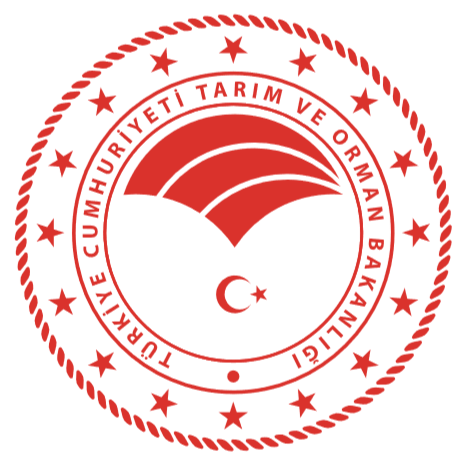 TÜRKİYE CUMHURİYETİ TARIM VE ORMAN BAKANLIĞI